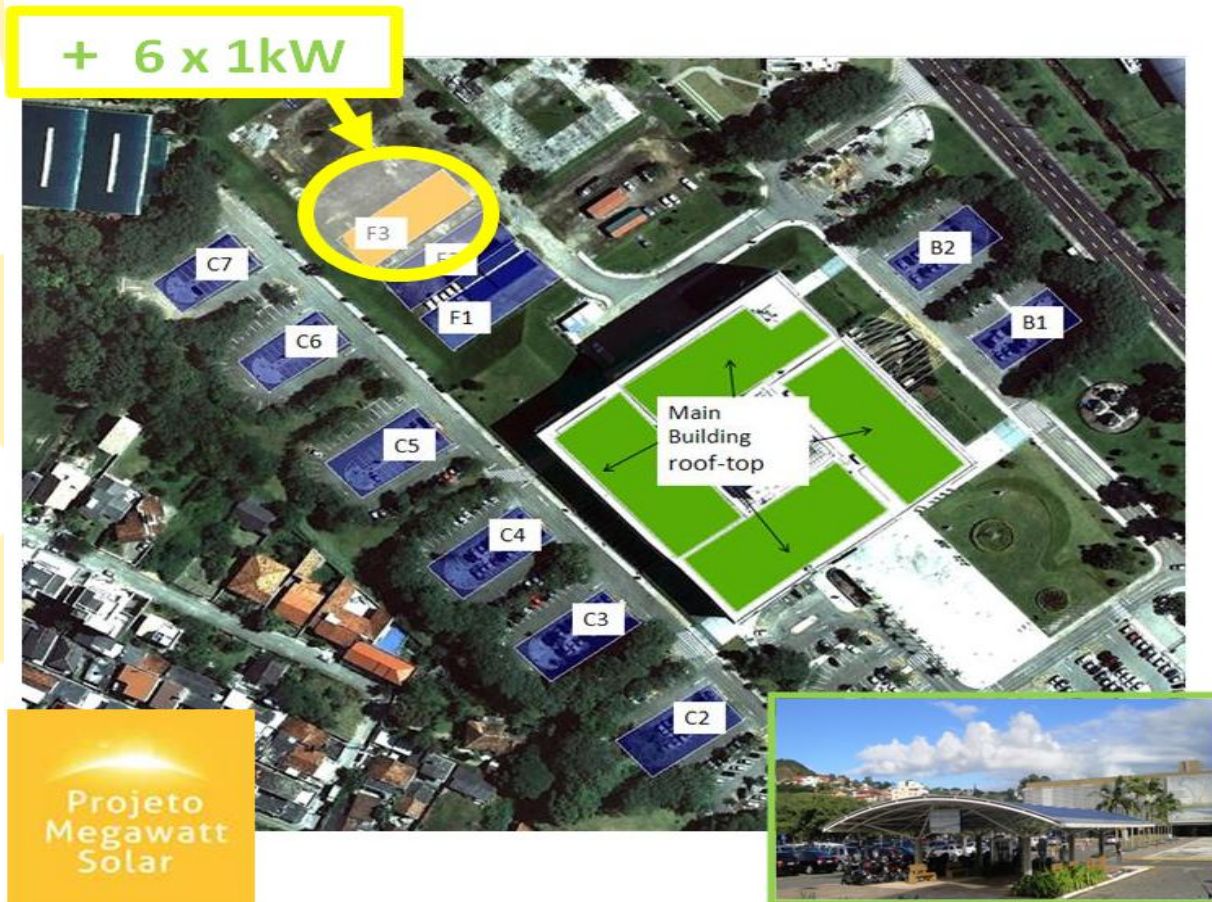 + 6 x 1kW
F3
F1
C7
C6
C5
C4
C3
C2
B2
B1
Main
Building
roof-top
Projeto
Megawatt
Solar